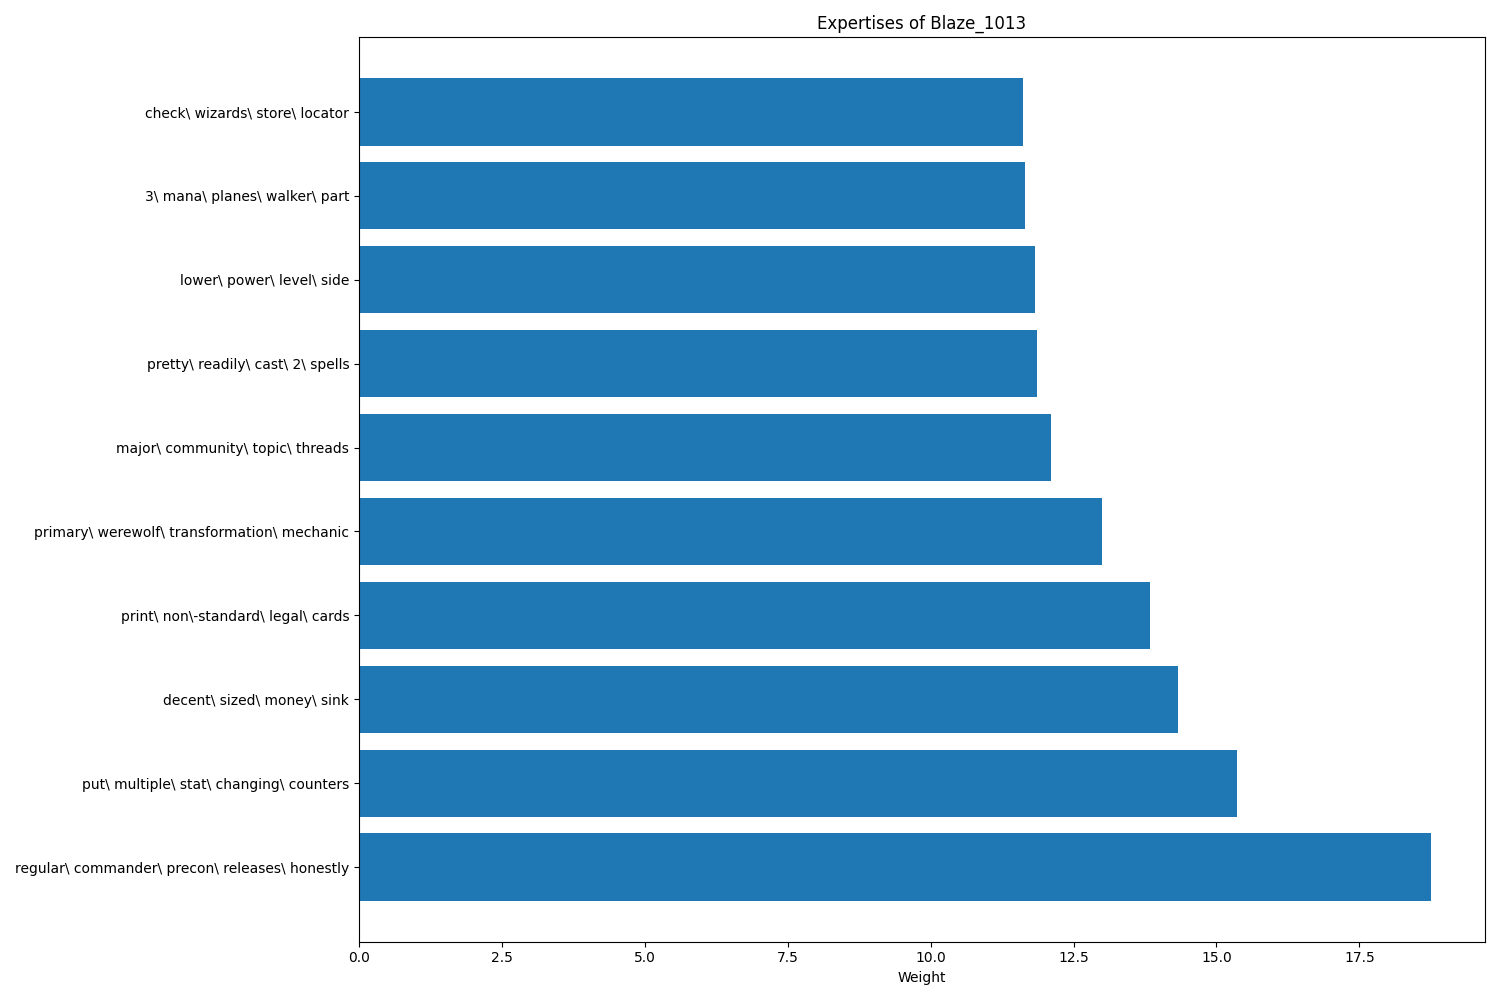 Expertises of Blaze_1013
check\ wizards\ store\ locator
3\ mana\ planes\ walker\ part
lower\ power\ level\ side
pretty\ readily\ cast\ 2\ spells
major\ community\ topic\ threads
primary\ werewolf\ transformation\ mechanic
print\ non\-standard\ legal\ cards
decent\ sized\ money\ sink
put\ multiple\ stat\ changing\ counters
regular\ commander\ precon\ releases\ honestly
0.0 2.5 5.0 7.5 10.0 12.5 15.0 17.5
Weight